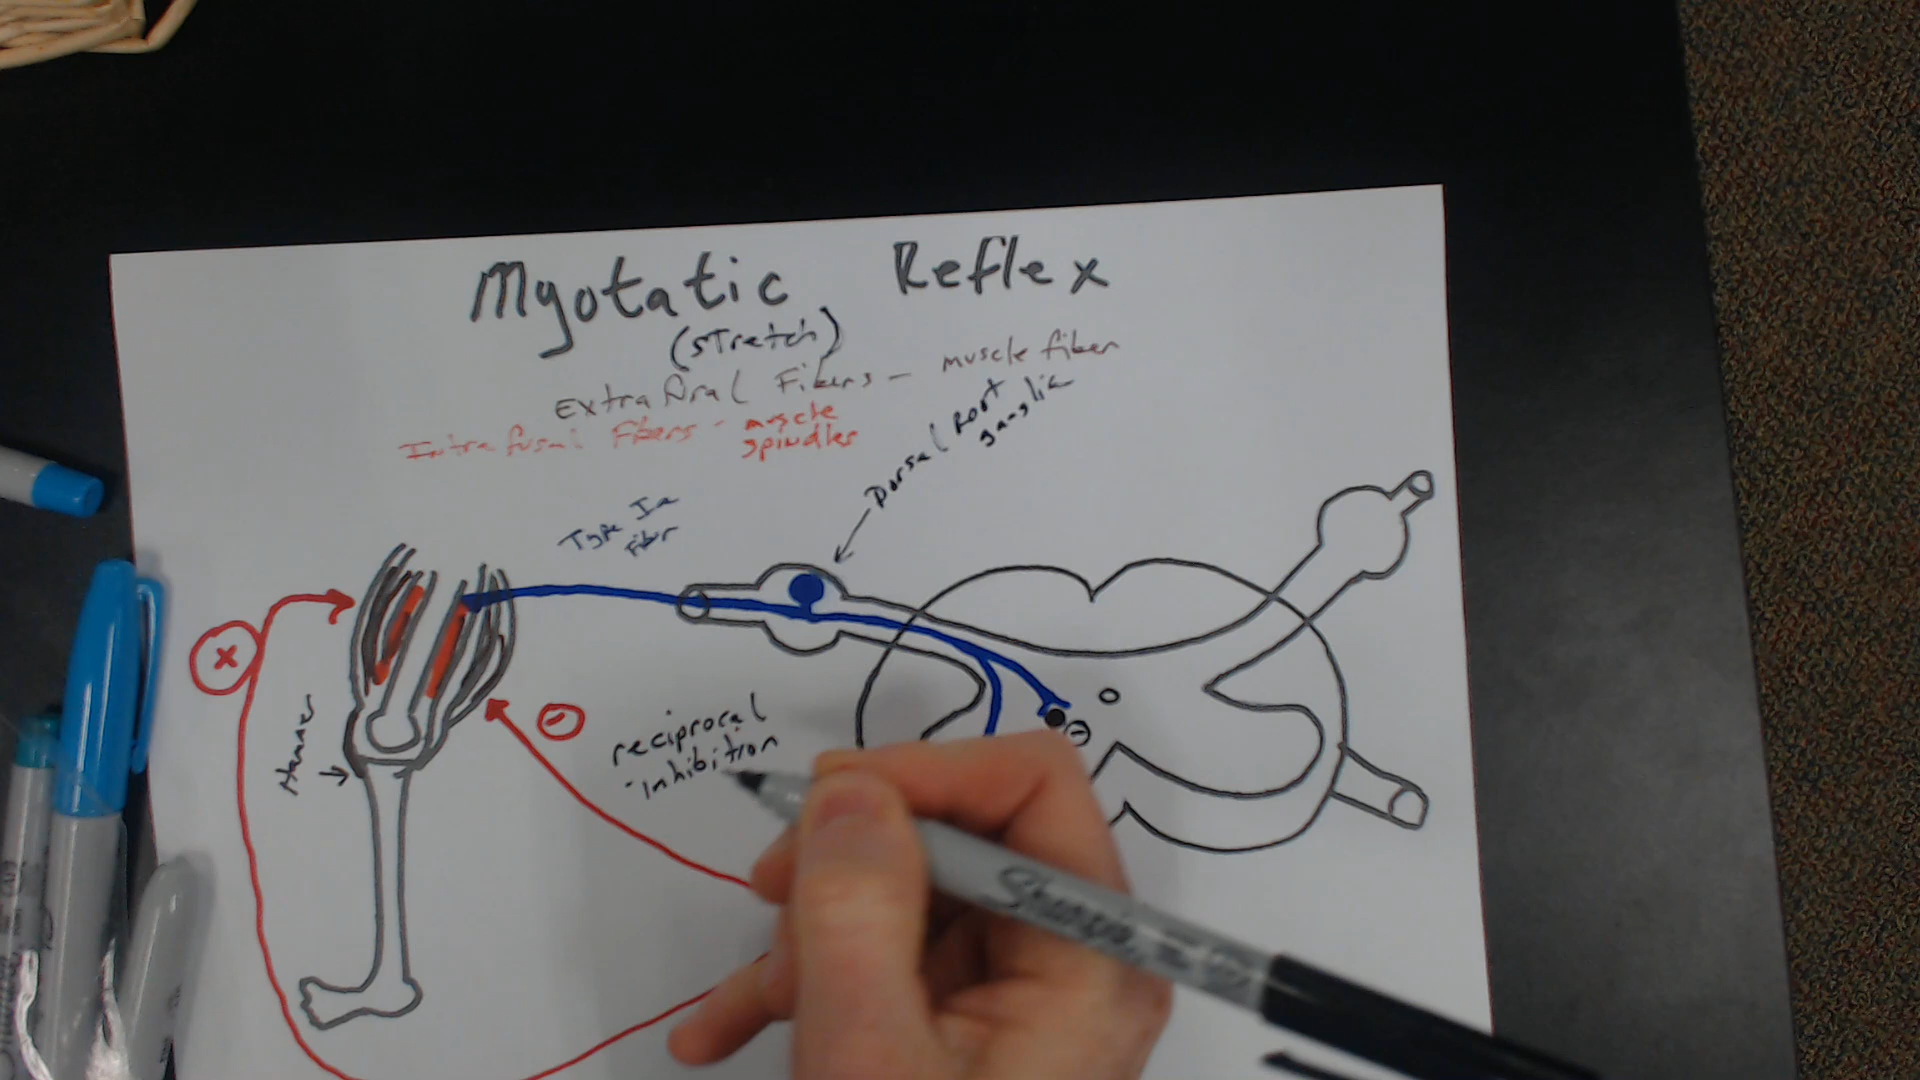 Myotatic Reflex
(sTretch)
Extrafusal Fibers - muscle fiber
Intrafusal Fibers - muscle
spindles
Dorsal Root
ganglia
Type Ia
Fiber
x
-
reciprocal
-inhibition
-
Hammer
Sharpie